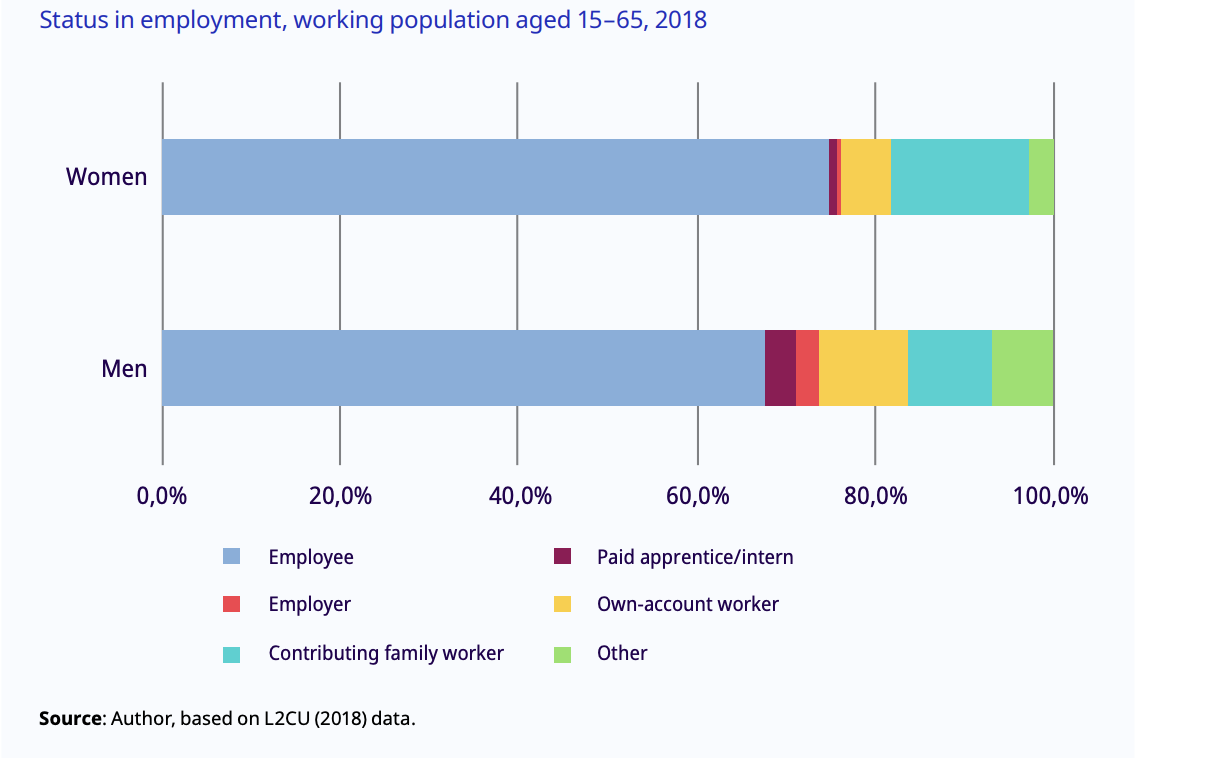 Status in employment, working population aged 15–65, 2018
Women
Men
0,0% 20,0% 40,0% 60,0% 80,0% 100,0%
Employee Paid apprentice/intern
Employer Own-account worker
Contributing family worker Other
Source: Author, based on L2CU (2018) data.